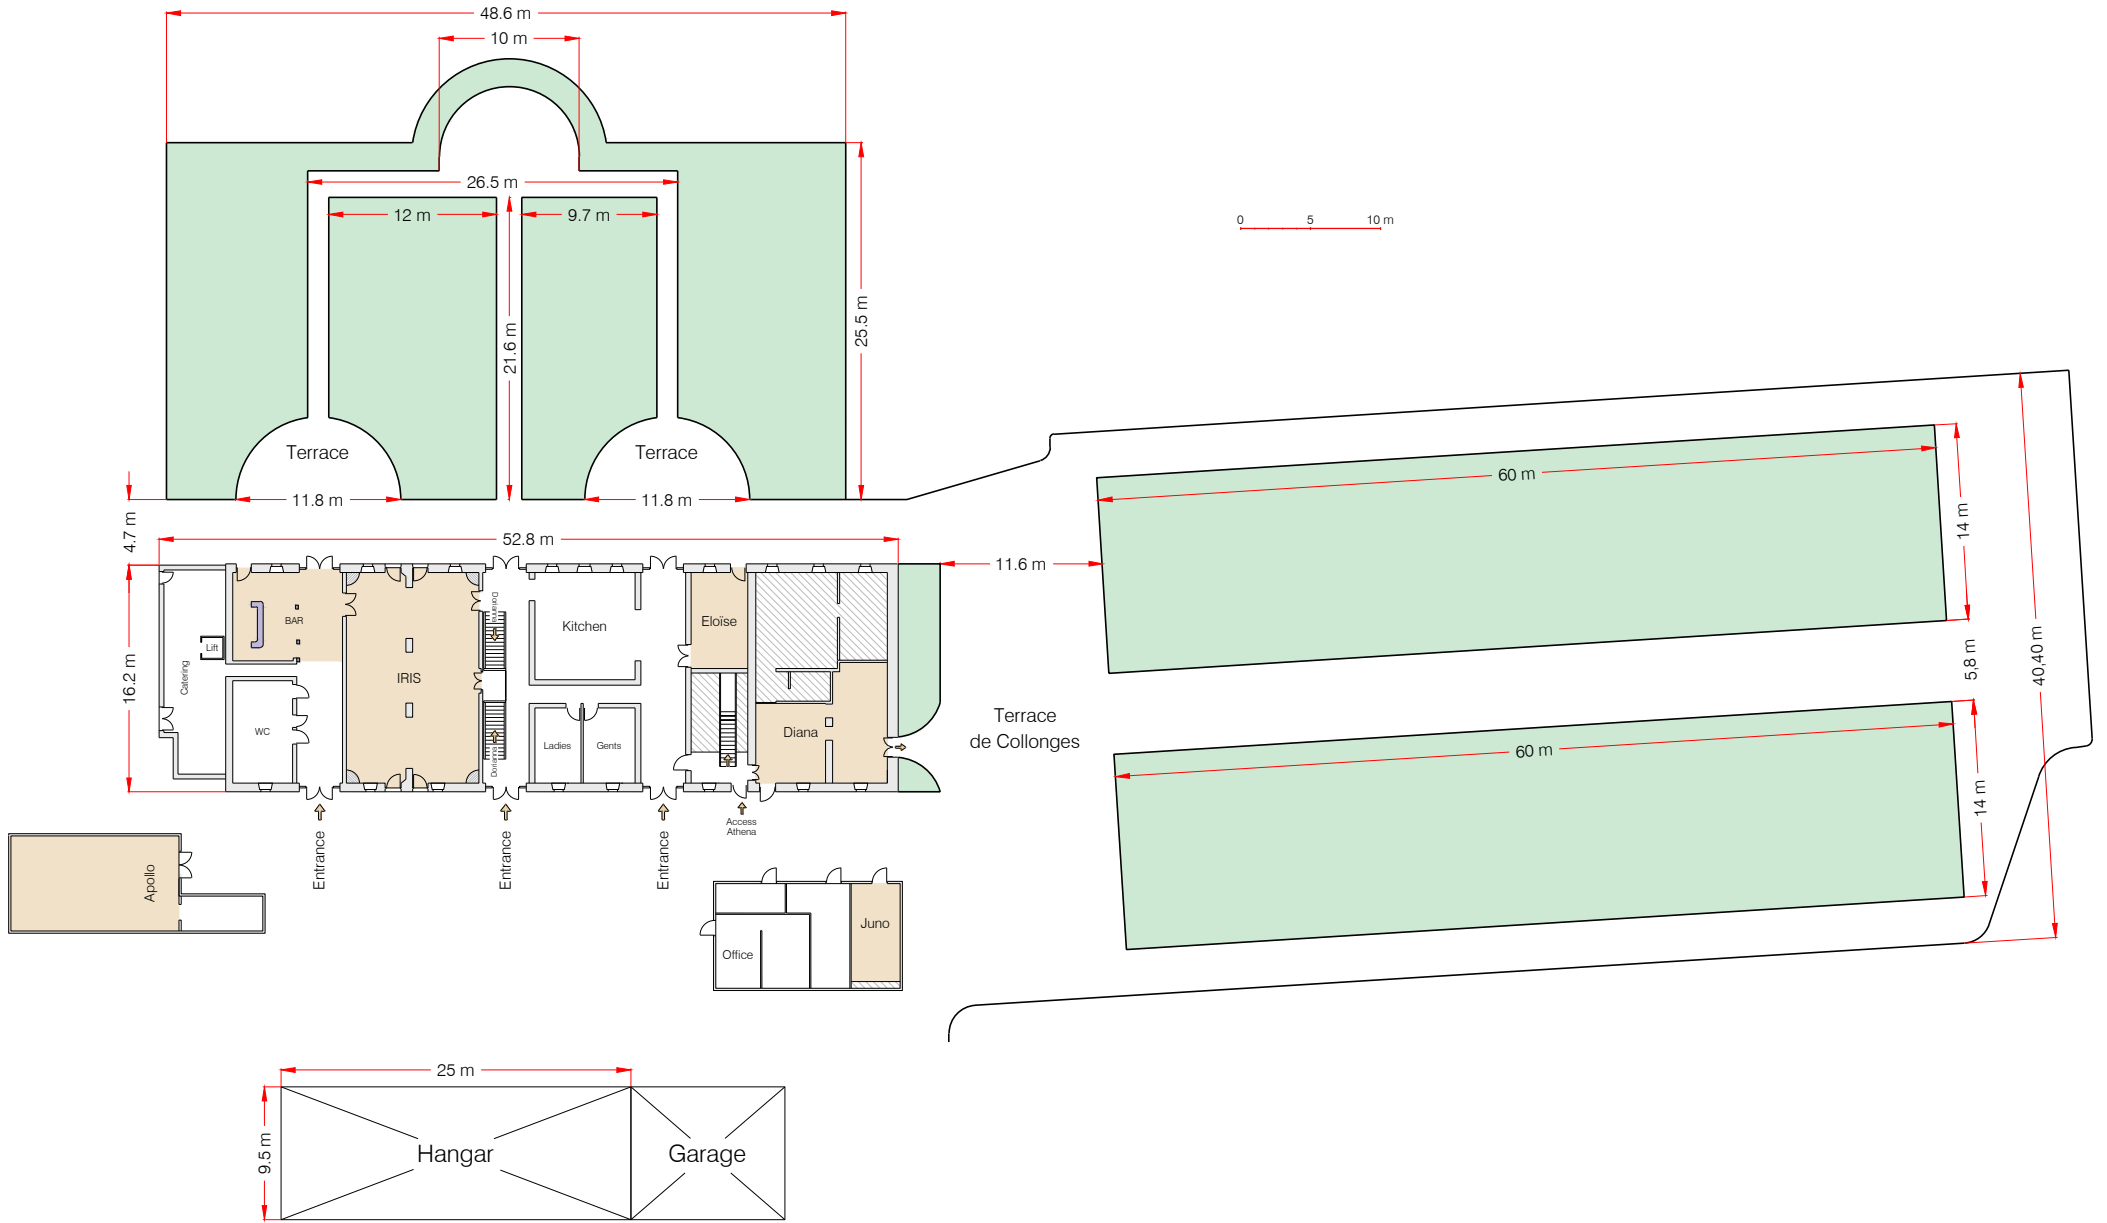 48.6 m
10 m
26.5 m
12 m
9.7 m
0 5 10 m
21.6 m
25.5 m
Terrace
Terrace
11.8 m
11.8 m
60 m
14 m
4.7 m
52.8 m
11.6 m
16.2 m
Catering
Lift
BAR
WC
IRIS
Dorianna
Dorianna
Kitchen
Ladies
Gents
Eloïse
Diana
Terrace
de Collonges
5,8 m
40,40 m
60 m
14 m
Entrance
Entrance
Entrance
Access
Athena
Apollo
Office
Juno
25 m
9.5 m
Hangar
Garage